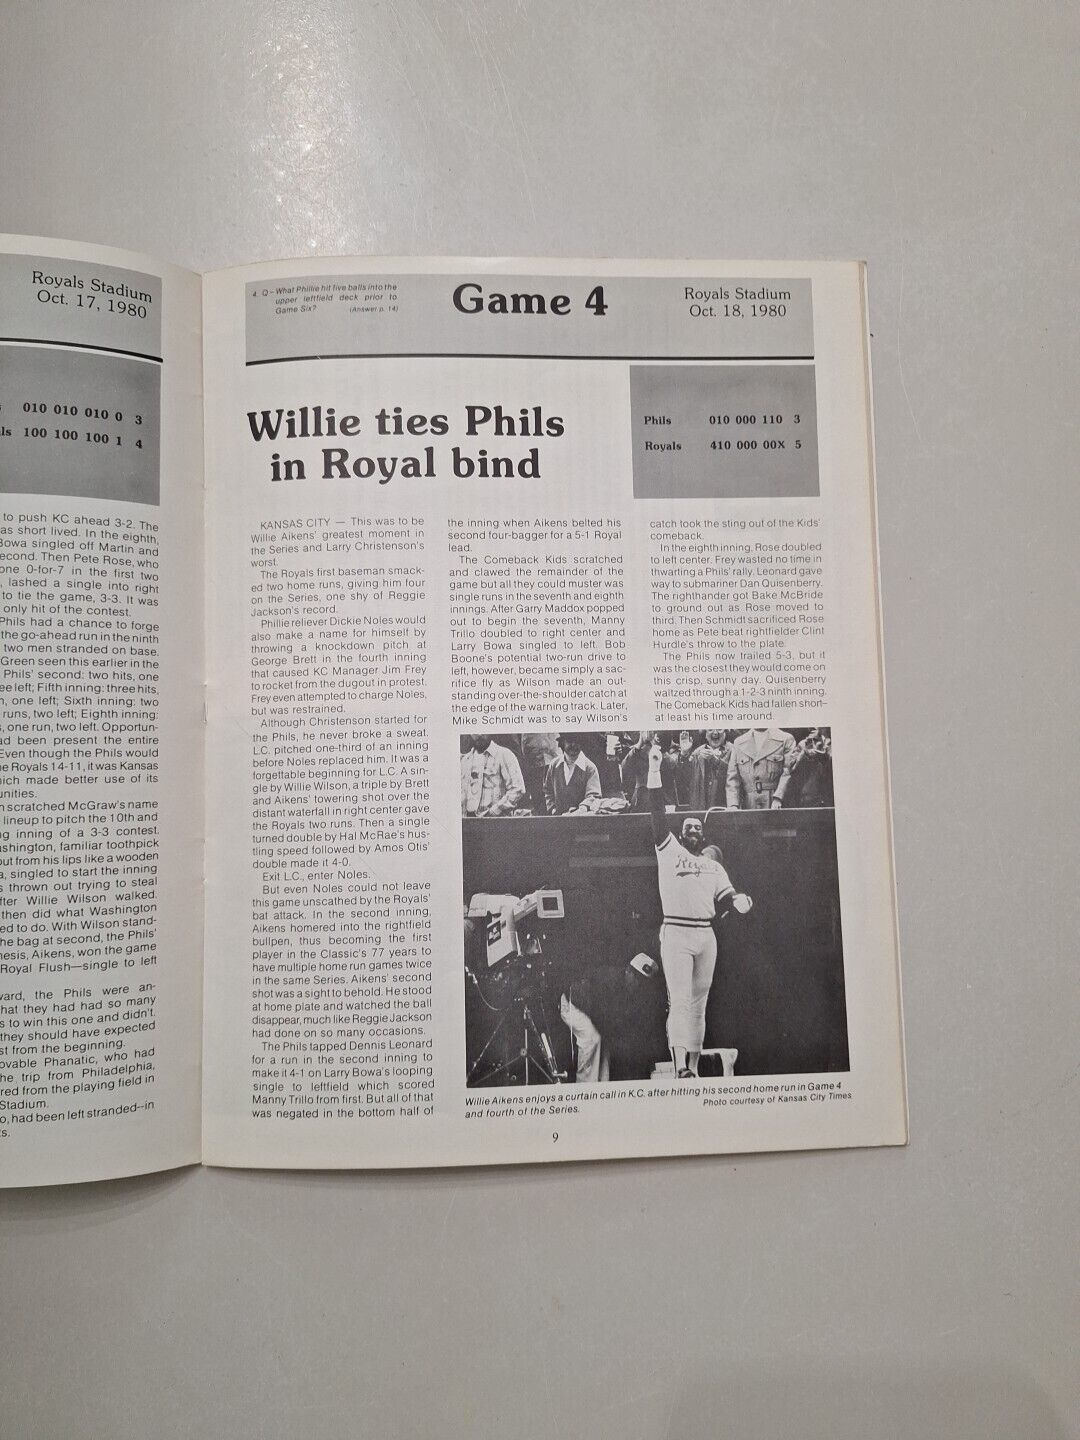 Royals Stadium
Oct. 17, 1980
010 010 010 0 3
ls 100 100 100 1 4
to push KC ahead 3-2. The
as short lived. In the eighth,
Bowa singled off Martin and
econd. Then Pete Rose, who
one 0-for-7 in the first two
, lashed a single into right
to tie the game, 3-3. It was
only hit of the contest.
Phils had a chance to forge
the go-ahead run in the ninth
two men stranded on base.
Green seen this earlier in the
Phils' second: two hits, one
ee left; Fifth inning: three hits,
n, one left; Sixth inning: two
runs, two left; Eighth inning:
s, one run, two left. Opportun-
ad been present the entire
Even though the Phils would
he Royals 14-11, it was Kansas
hich made better use of its
unities.
n scratched McGraw's name
lineup to pitch the 10th and
ng inning of a 3-3 contest.
ashington, familiar toothpick
out from his lips like a wooden
a, singled to start the inning
s thrown out trying to steal
fter Willie Wilson walked.
then did what Washington
ed to do. With Wilson stand-
he bag at second, the Phils'
nesis, Aikens, won the game
Royal Flush—single to left
ward, the Phils were an-
hat they had had so many
s to win this one and didn't.
they should have expected
st from the beginning.
ovable Phanatic, who had
he trip from Philadelphia,
red from the playing field in
Stadium.
o, had been left stranded--in
s.
4. Q—What Phillie hit five balls into the
upper leftfield deck prior to
Game Six? (Answer p. 14)
Game 4
Royals Stadium
Oct. 18, 1980
Willie ties Phils
in Royal bind
Phils 010 000 110 3
Royals 410 000 00X 5
KANSAS CITY — This was to be
Willie Aikens' greatest moment in
the Series and Larry Christenson's
worst.
The Royals first baseman smack-
ed two home runs, giving him four
on the Series, one shy of Reggie
Jackson's record.
Phillie reliever Dickie Noles would
also make a name for himself by
throwing a knockdown pitch at
George Brett in the fourth inning
that caused KC Manager Jim Frey
to rocket from the dugout in protest.
Frey even attempted to charge Noles,
but was restrained.
Although Christenson started for
the Phils, he never broke a sweat.
L.C. pitched one-third of an inning
before Noles replaced him. It was a
forgettable beginning for L.C. A sin-
gle by Willie Wilson, a triple by Brett
and Aikens' towering shot over the
distant waterfall in right center gave
the Royals two runs. Then a single
turned double by Hal McRae's hus-
tling speed followed by Amos Otis'
double made it 4-0.
Exit L.C., enter Noles.
But even Noles could not leave
this game unscathed by the Royals'
bat attack. In the second inning,
Aikens homered into the rightfield
bullpen, thus becoming the first
player in the Classic's 77 years to
have multiple home run games twice
in the same Series. Aikens' second
shot was a sight to behold. He stood
at home plate and watched the ball
disappear, much like Reggie Jackson
had done on so many occasions.
The Phils tapped Dennis Leonard
for a run in the second inning to
make it 4-1 on Larry Bowa's looping
single to leftfield which scored
Manny Trillo from first. But all of that
was negated in the bottom half of
the inning when Aikens belted his
second four-bagger for a 5-1 Royal
lead.
The Comeback Kids scratched
and clawed the remainder of the
game but all they could muster was
single runs in the seventh and eighth
innings. After Garry Maddox popped
out to begin the seventh, Manny
Trillo doubled to right center and
Larry Bowa singled to left. Bob
Boone's potential two-run drive to
left, however, became simply a sac-
rifice fly as Wilson made an out-
standing over-the-shoulder catch at
the edge of the warning track. Later,
Mike Schmidt was to say Wilson's
catch took the sting out of the Kids'
comeback.
In the eighth inning, Rose doubled
to left center. Frey wasted no time in
thwarting a Phils' rally. Leonard gave
way to submariner Dan Quisenberry.
The righthander got Bake McBride
to ground out as Rose moved to
third. Then Schmidt sacrificed Rose
home as Pete beat rightfielder Clint
Hurdle's throw to the plate.
The Phils now trailed 5-3, but it
was the closest they would come on
this crisp, sunny day. Quisenberry
waltzed through a 1-2-3 ninth inning.
The Comeback Kids had fallen short—
at least his time around.
Royals
Willie Aikens enjoys a curtain call in K.C. after hitting his second home run in Game 4
and fourth of the Series.
Photo courtesy of Kansas City Times
9